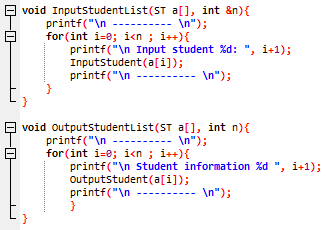 void InputStudentList(ST a[], int &n){
printf("\n ---------- \n");
for(int i=0; i<n ; i++){
printf("\n Input student %d: ", i+1);
InputStudent(a[i]);
printf("\n ---------- \n");
}
}
void OutputStudentList(ST a[], int n){
printf("\n ---------- \n");
for(int i=0; i<n ; i++){
printf("\n Student information %d ", i+1);
OutputStudent(a[i]);
printf("\n ---------- \n");
}
}